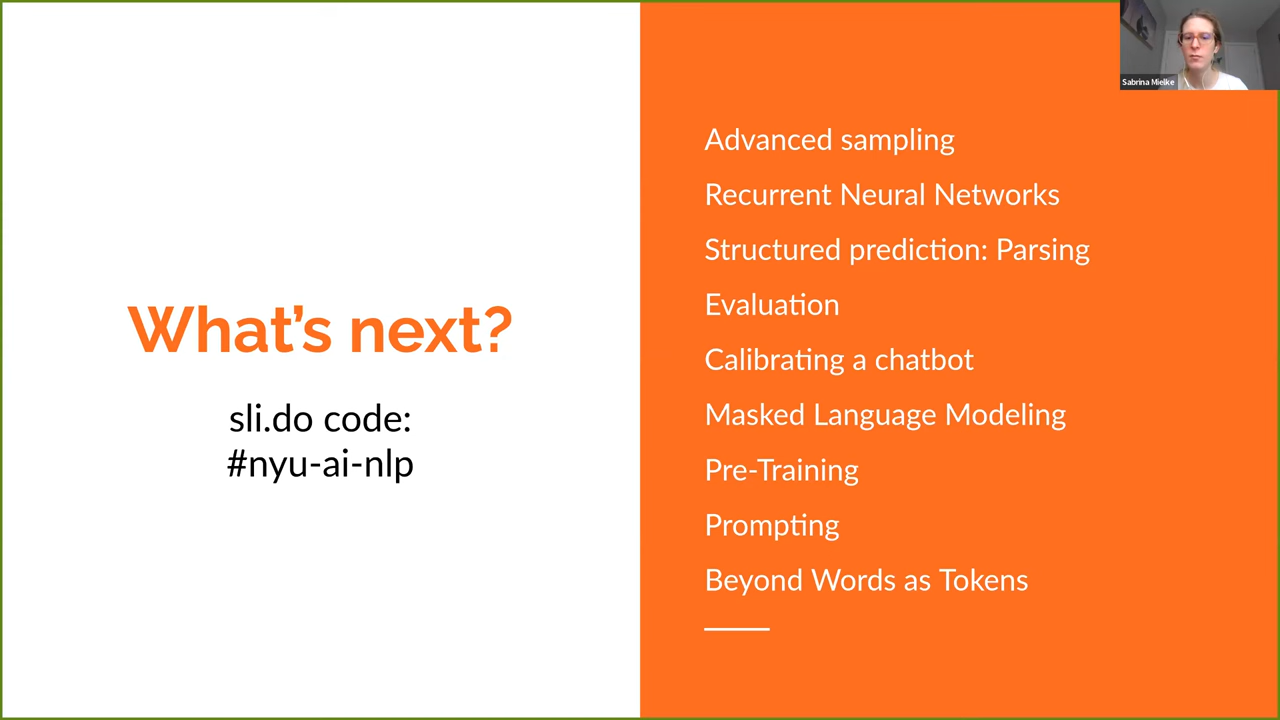 What's next?
sli.do code:
#nyu-ai-nlp
Advanced sampling
Recurrent Neural Networks
Structured prediction: Parsing
Evaluation
Calibrating a chatbot
Masked Language Modeling
Pre-Training
Prompting
Beyond Words as Tokens
Sabrina Mielke